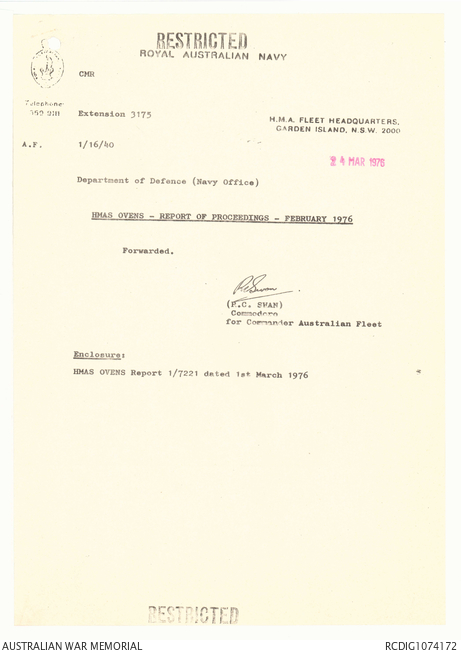 RESTRICTED
ROYAL AUSTRALIAN NAVY
CMR
Telephone
359 9111
Extension 3175
H.M.A. FLEET HEADQUARTERS,
GARDEN ISLAND, N.S.W. 2000
A.F. 1/16/40
24 MAR 1976
Department of Defence (Navy Office)
HMAS OVENS - REPORT OF PROCEEDINGS - FEBRUARY 1976
Forwarded.
(R.C. SWAN)
Commodore
for Commander Australian Fleet
Enclosure:
HMAS OVENS Report 1/7221 dated 1st March 1976
RESTRICTED
AUSTRALIAN WAR MEMORIAL
RCDIG1074172